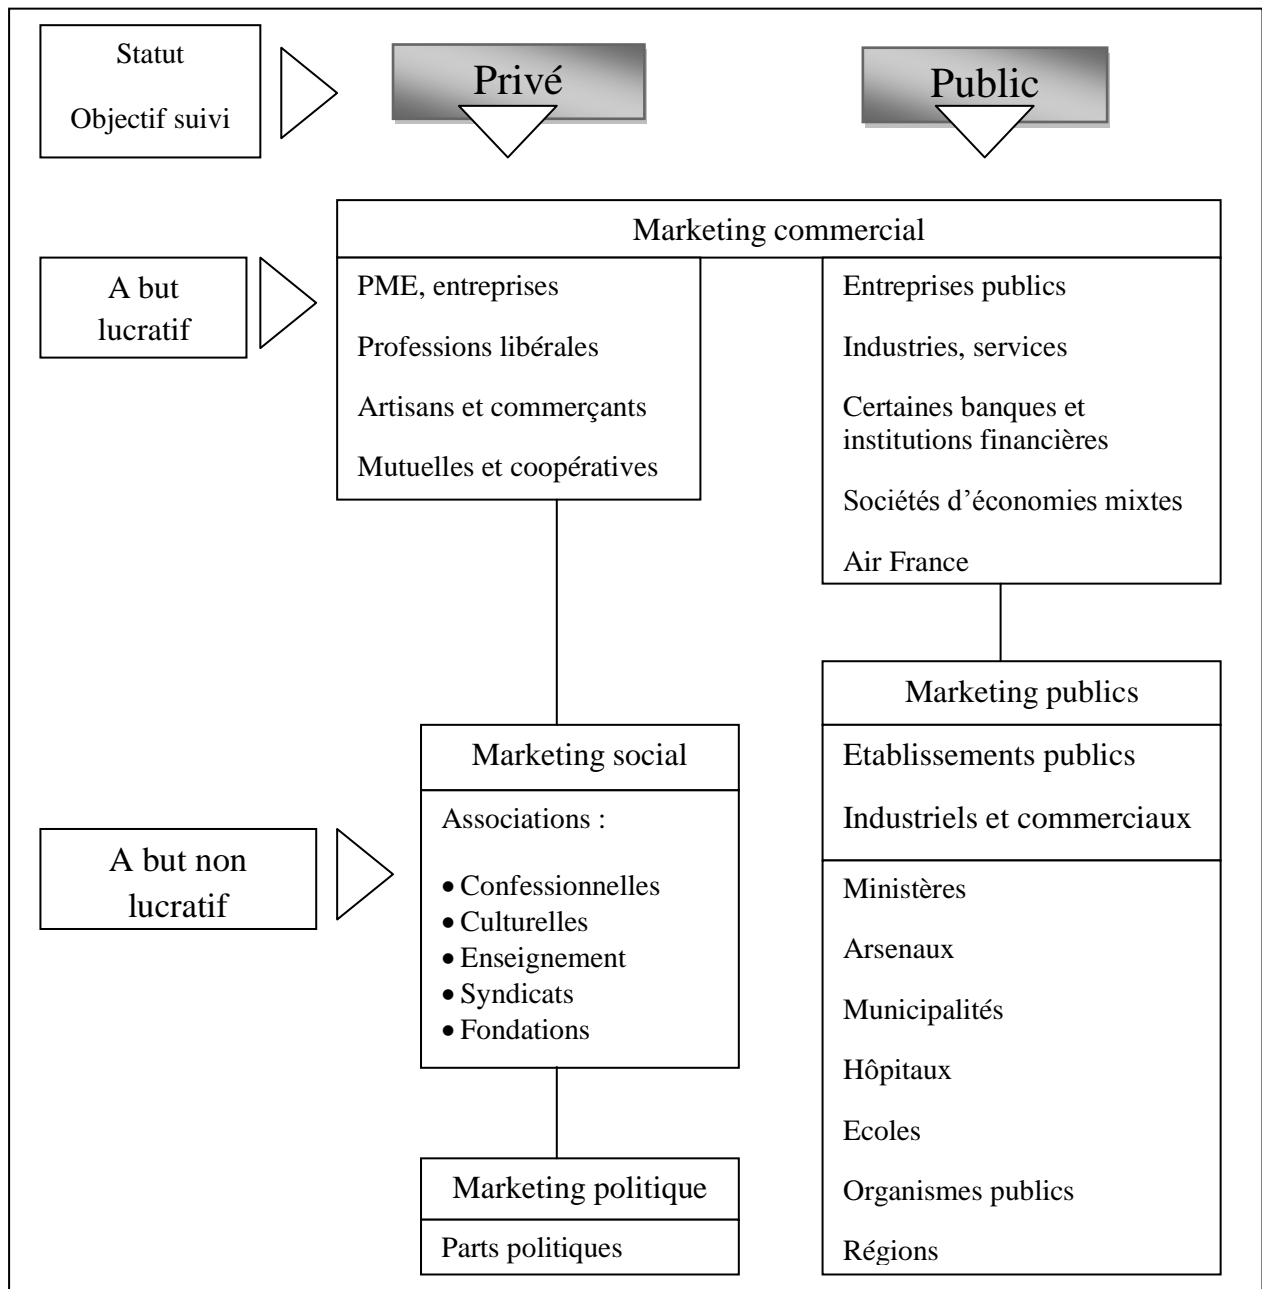 Statut
Objectif suivi
Privé
Public
Marketing commercial
A but
lucratif
PME, entreprises
Professions libérales
Artisans et commerçants
Mutuelles et coopératives
Entreprises publics
Industries, services
Certaines banques et
institutions financières
Sociétés d’économies mixtes
Air France
Marketing publics
Etablissements publics
Industriels et commerciaux
Ministères
Arsenaux
Municipalités
Hôpitaux
Ecoles
Organismes publics
Régions
A but non
lucratif
Marketing social
Associations :
• Confessionnelles
• Culturelles
• Enseignement
• Syndicats
• Fondations
Marketing politique
Parts politiques